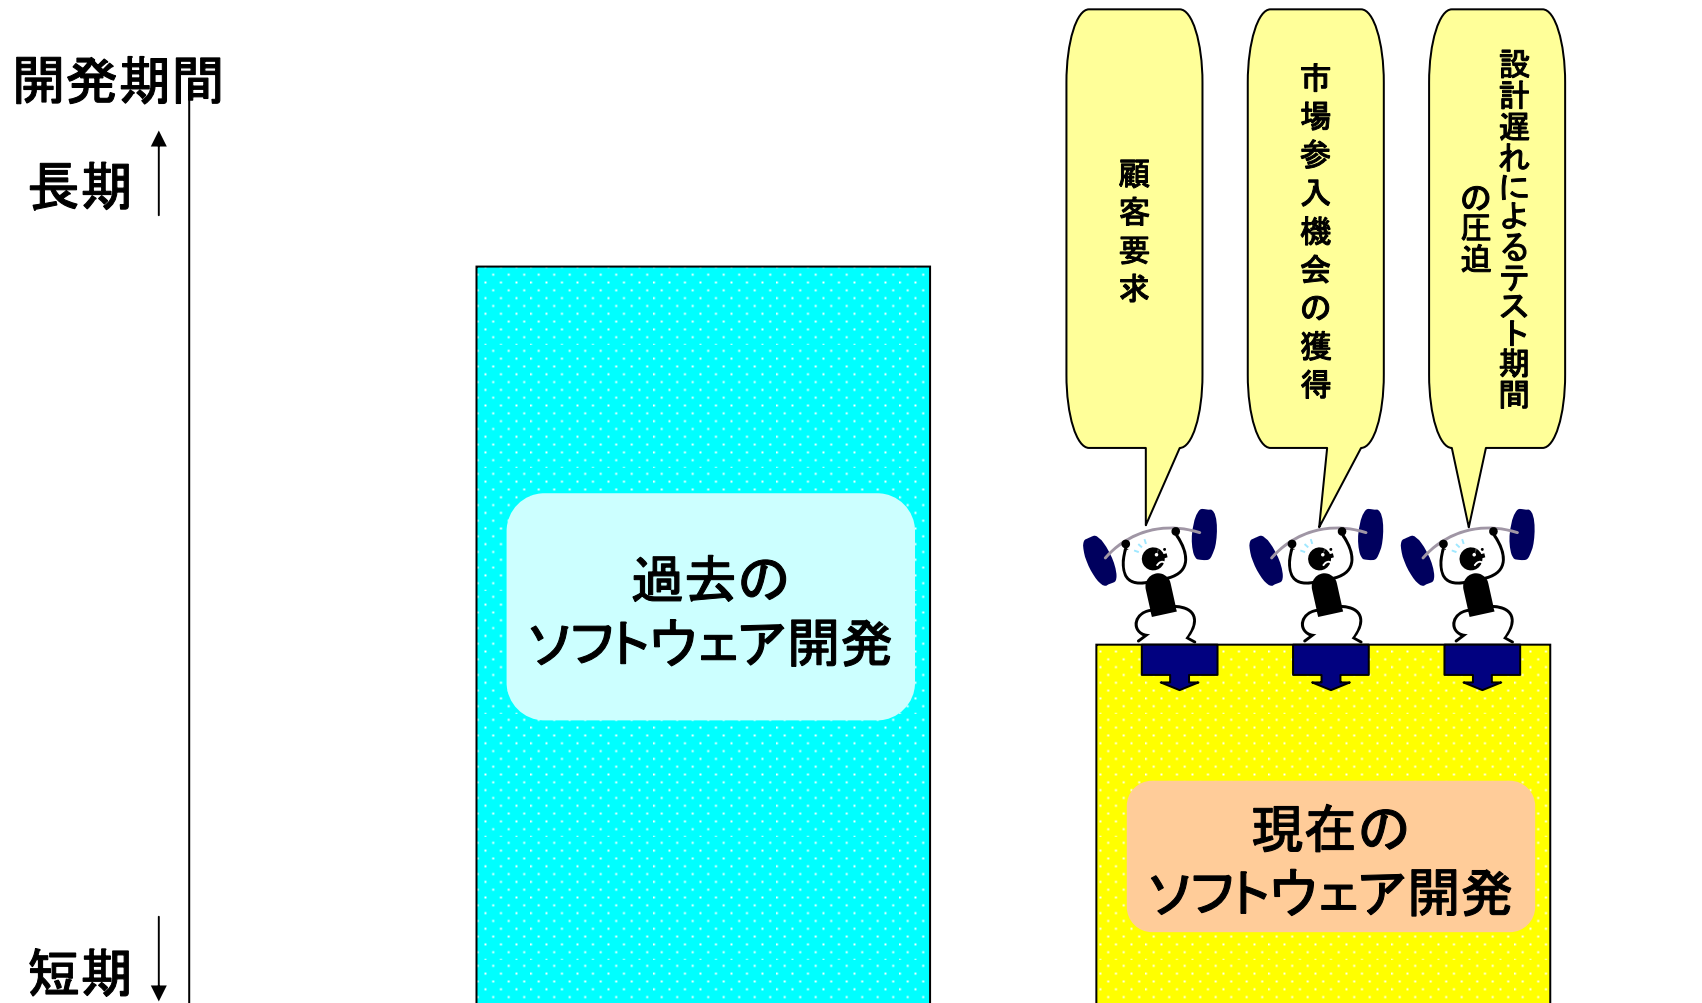 開発期間
長期
短期
過去の
ソフトウェア開発
顧客要求
市場参入機会の獲得
設計遅れによるテスト期間
の圧迫
現在の
ソフトウェア開発